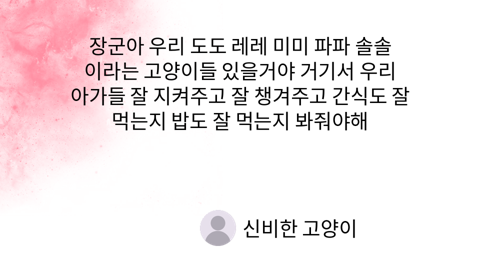 장군아 우리 도도 레레 미미 파파 솔솔
이라는 고양이들 있을거야 거기서 우리
아가들 잘 지켜주고 잘 챙겨주고 간식도 잘
먹는지 밥도 잘 먹는지 봐줘야해
신비한 고양이